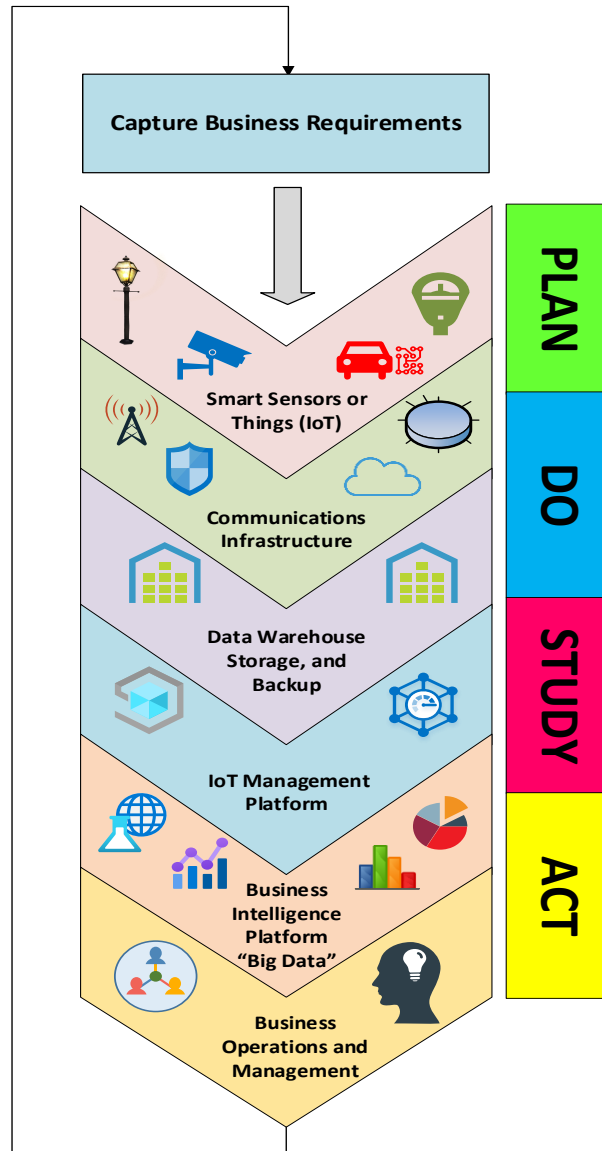 Capture Business Requirements
PLAN
Smart Sensors or
Things (IoT)
DO
Communications
Infrastructure
STUDY
Data Warehouse
Storage, and
Backup
IoT Management
Platform
ACT
Business
Intelligence
Platform
“Big Data”
Business
Operations and
Management